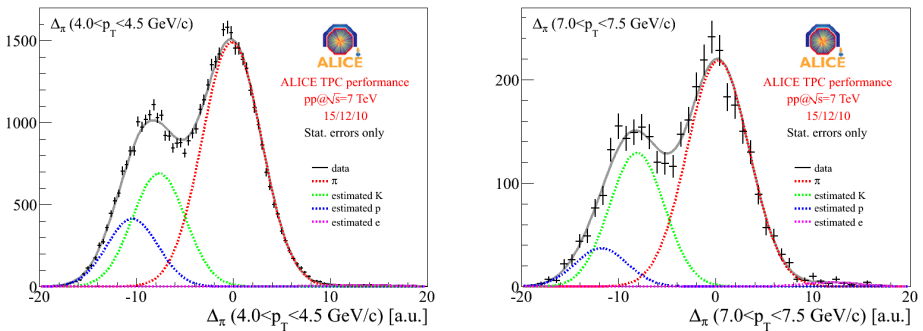 Δπ (4.0<pT<4.5 GeV/c)
1500
1000
500
0
-20
-10
0
10
20
Δπ (4.0<pT<4.5 GeV/c) [a.u.]
ALICE
ALICE TPC performance
pp@√s=7 TeV
15/12/10
Stat. errors only
data
π
estimated K
estimated p
estimated e
Δπ (7.0<pT<7.5 GeV/c)
200
100
0
-20
-10
0
10
20
Δπ (7.0<pT<7.5 GeV/c) [a.u.]
ALICE
ALICE TPC performance
pp@√s=7 TeV
15/12/10
Stat. errors only
data
π
estimated K
estimated p
estimated e